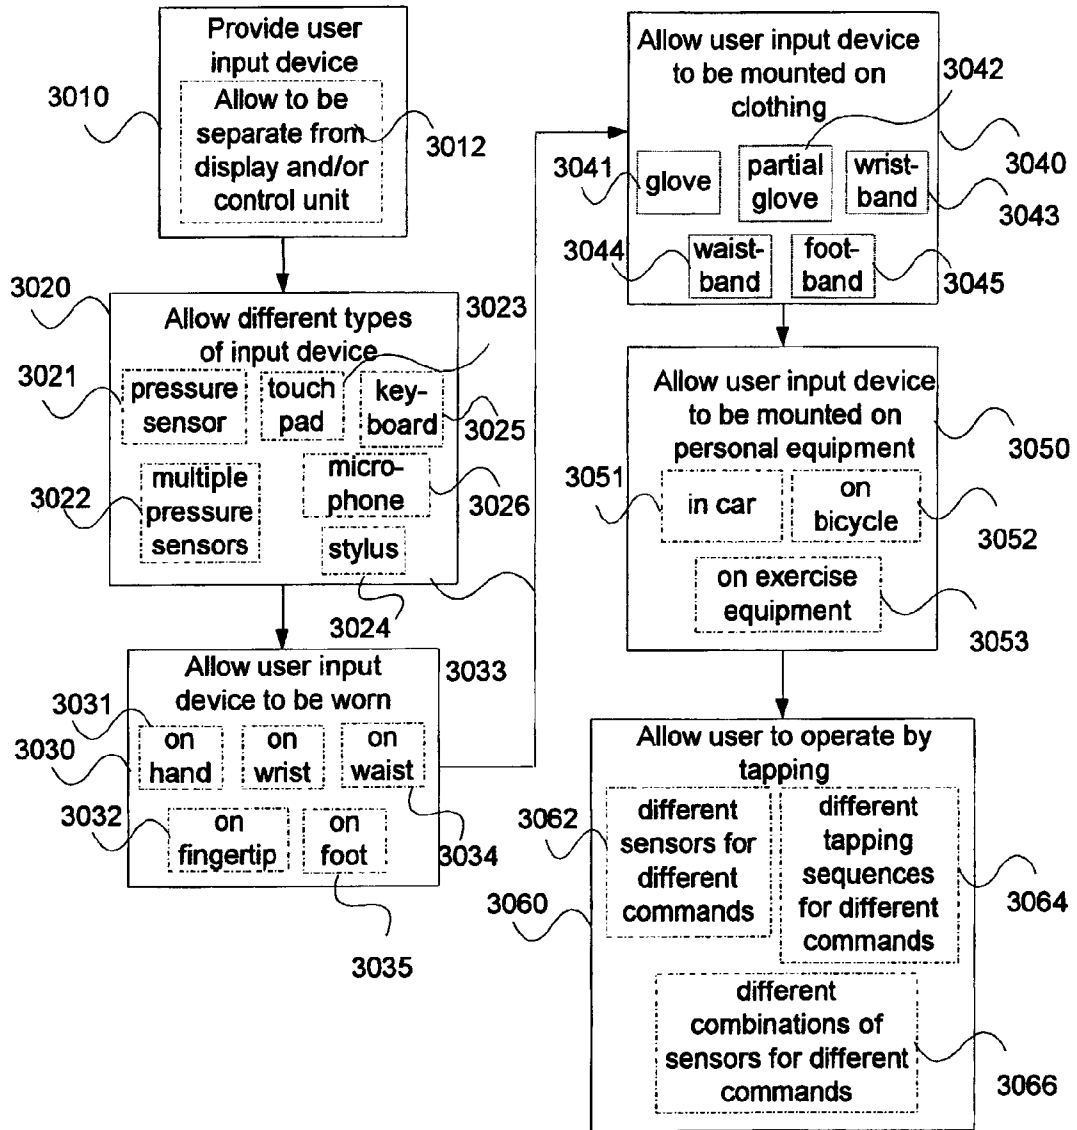 Provide user
input device
3010
Allow to be
separate from
display and/or
control unit
3012
3020
Allow different types
of input device
3023
3021
pressure
sensor
touch
pad
key-
board
3025
3022
multiple
pressure
sensors
micro-
phone
3026
stylus
3024
Allow user input
device to be worn
3033
3031
3030
on
hand
on
wrist
on
waist
3032
on
fingertip
on
foot
3034
3035
Allow user input device
to be mounted on
clothing
3042
3040
3041
glove
partial
glove
wrist-
band
3043
3044
waist-
band
foot-
band
3045
Allow user input device
to be mounted on
personal equipment
3050
3051
in car
on
bicycle
3052
on exercise
equipment
3053
Allow user to operate by
tapping
3062
different
sensors for
different
commands
different
tapping
sequences
for different
commands
3064
3060
different
combinations of
sensors for different
commands
3066